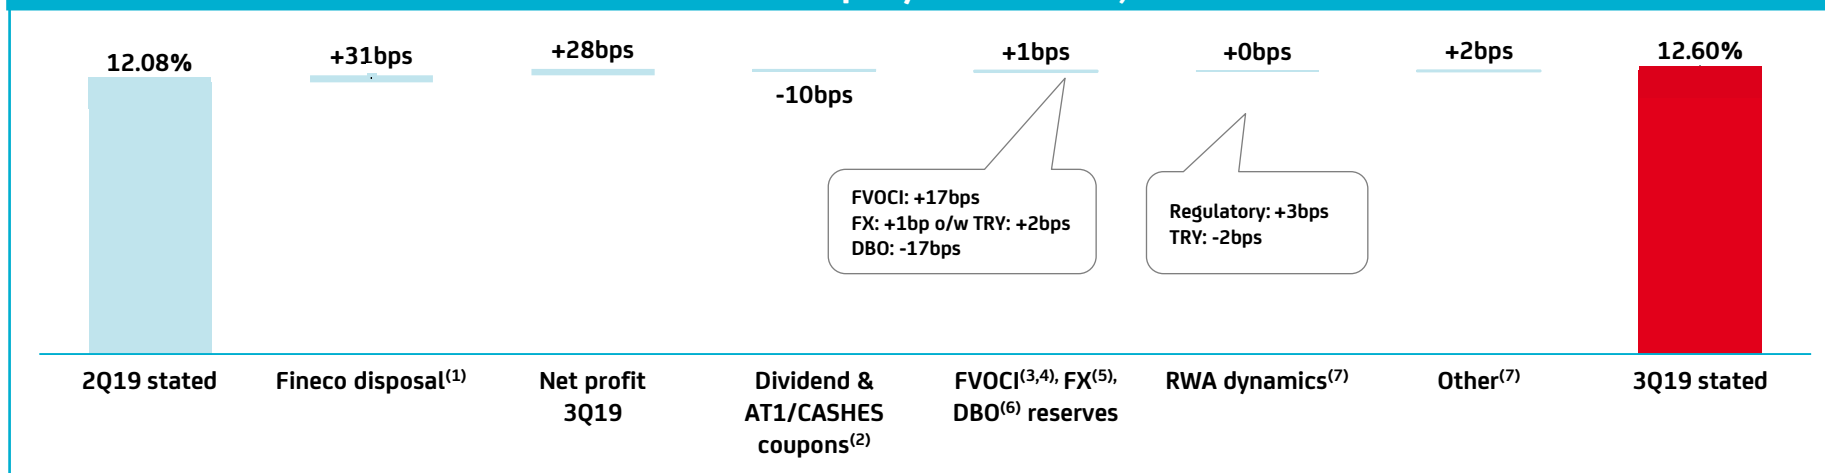 12.08%
+31bps
+28bps
-10bps
+1bps
+0bps
+2bps
12.60%
FVOCI: +17bps
FX: +1bp o/w TRY: +2bps
DBO: -17bps
Regulatory: +3bps
TRY: -2bps
2Q19 stated
Fineco disposal(1)
Net profit
3Q19
Dividend &
AT1/CASHES
coupons(2)
FVOCI(3,4), FX(5),
DBO(6) reserves
RWA dynamics(7)
Other(7)
3Q19 stated